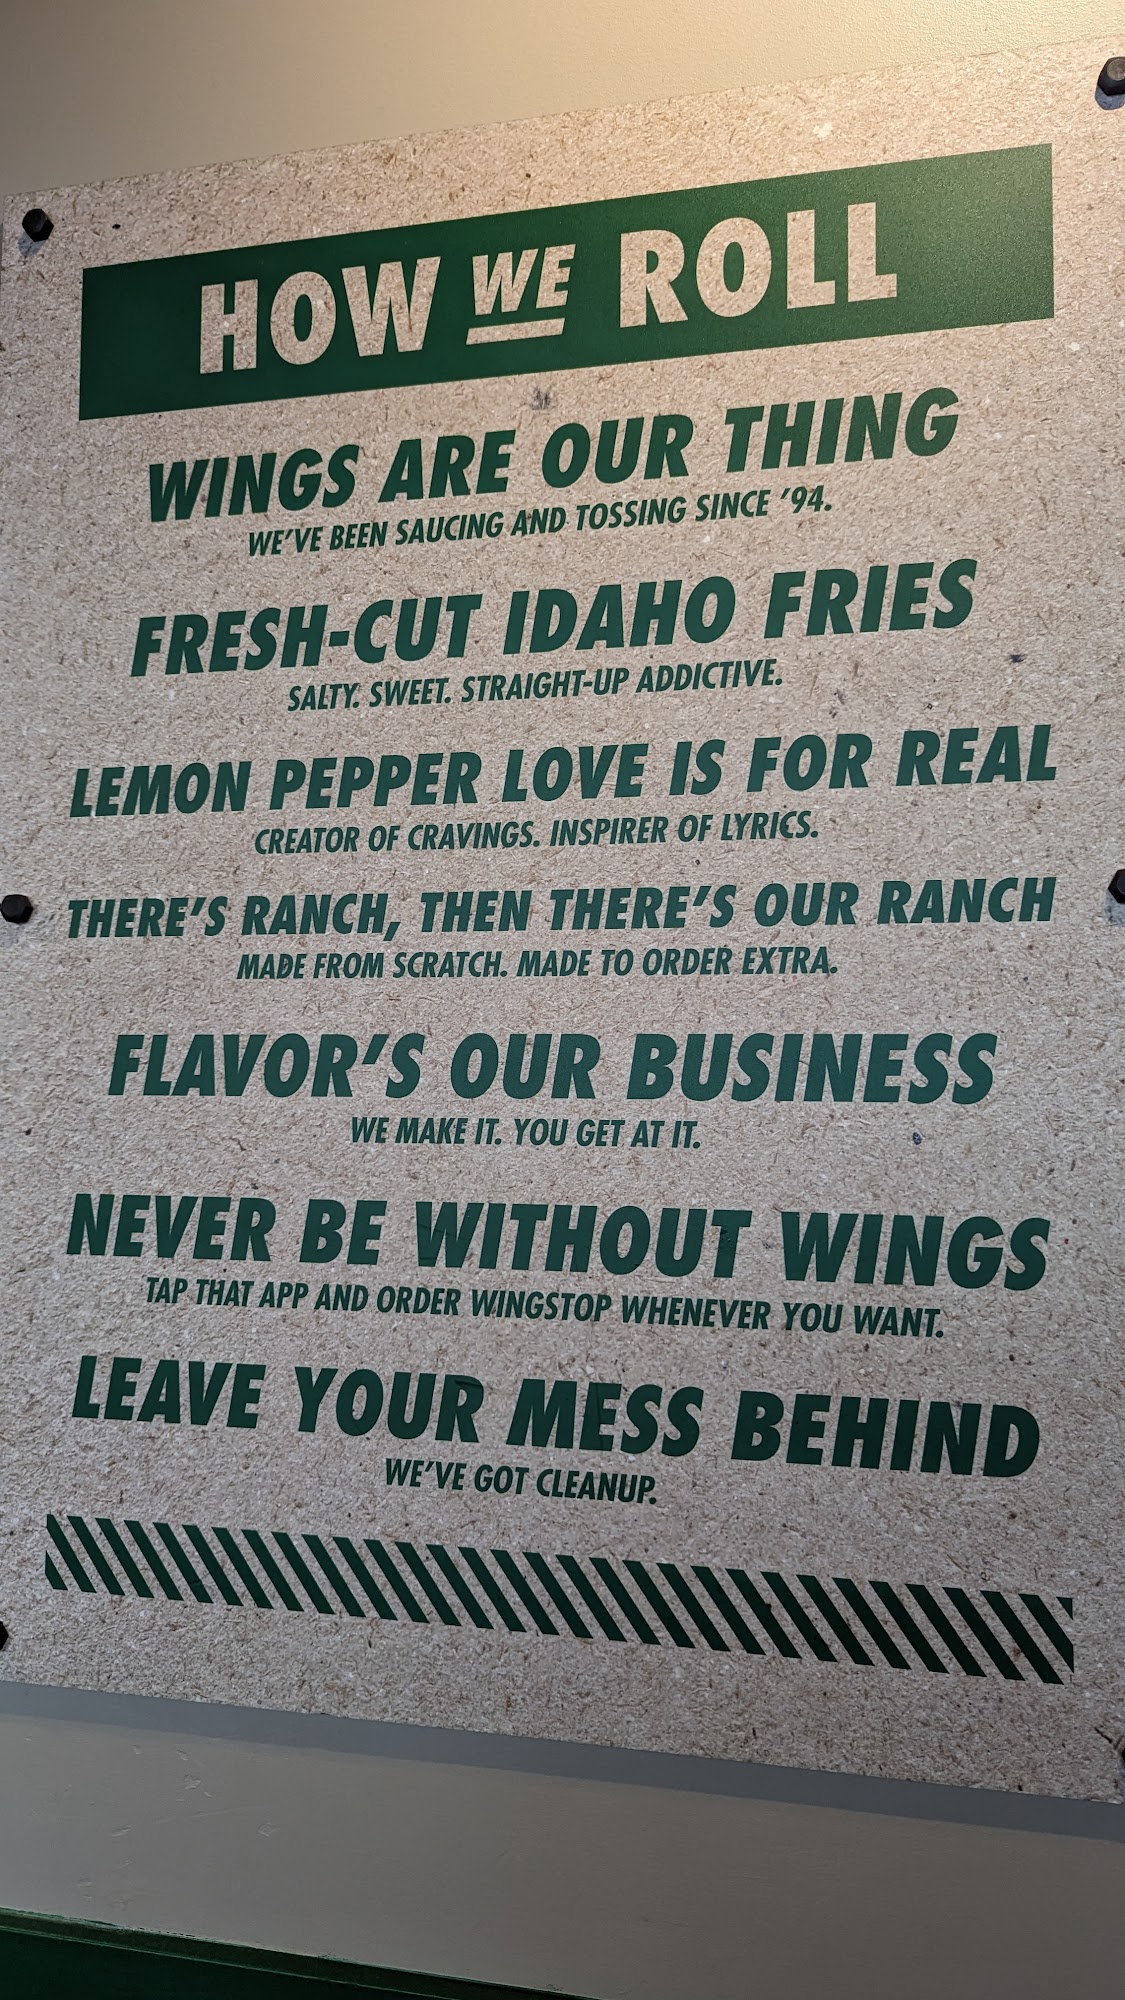 HOW WE ROLL
WINGS ARE OUR THING
WE'VE BEEN SAUCING AND TOSSING SINCE '94.
FRESH-CUT IDAHO FRIES
SALTY. SWEET. STRAIGHT-UP ADDICTIVE.
LEMON PEPPER LOVE IS FOR REAL
CREATOR OF CRAVINGS. INSPIRER OF LYRICS.
THERE'S RANCH, THEN THERE'S OUR RANCH
MADE FROM SCRATCH. MADE TO ORDER EXTRA.
FLAVOR'S OUR BUSINESS
WE MAKE IT. YOU GET AT IT.
NEVER BE WITHOUT WINGS
TAP THAT APP AND ORDER WINGSTOP WHENEVER YOU WANT.
LEAVE YOUR MESS BEHIND
WE'VE GOT CLEANUP.